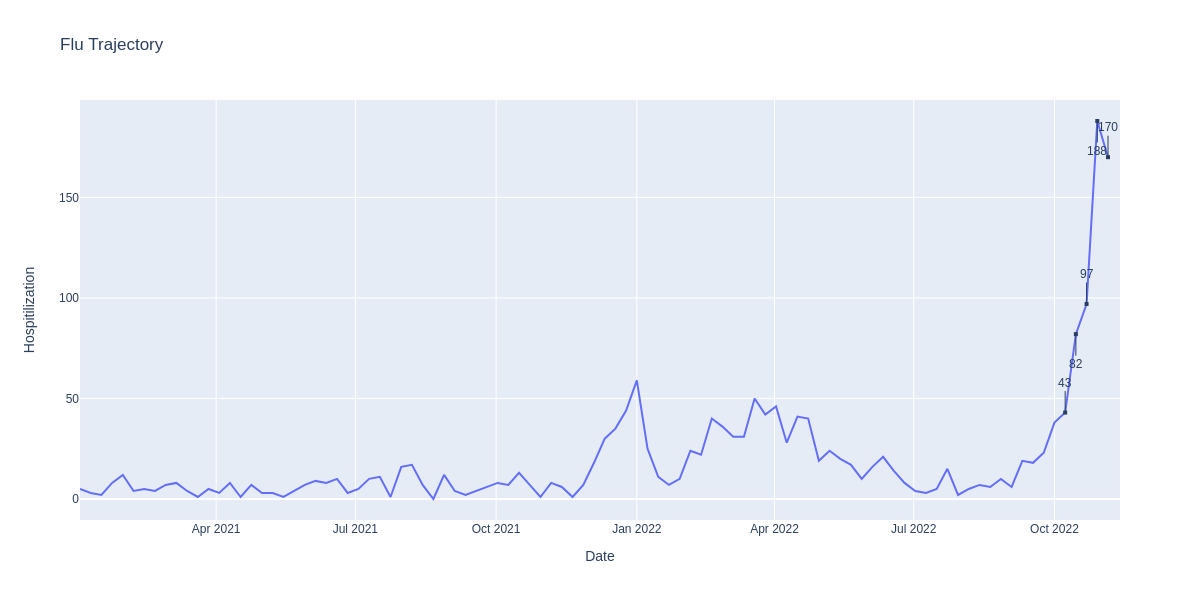 Flu Trajectory
170
188
150
97
100
82
43
50
0
Hospitilization
Apr 2021
Jul 2021
Oct 2021
Jan 2022
Apr 2022
Jul 2022
Oct 2022
Date